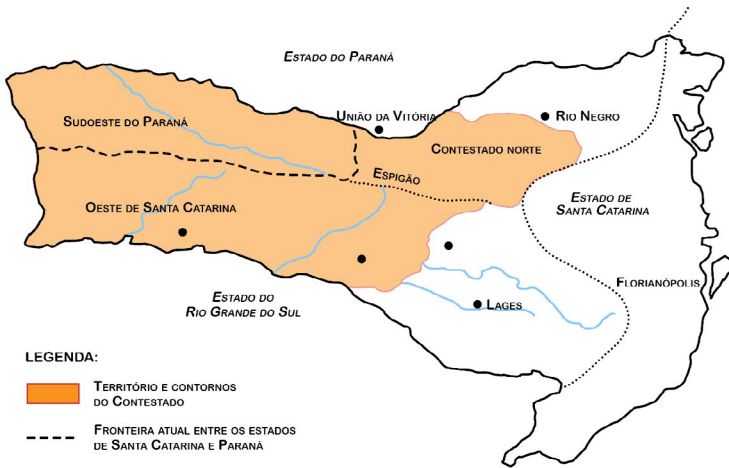 Estado do Paraná
União da Vitória
Rio Negro
Sudoeste do Paraná
Contestado norte
Espigão
Estado de
Santa Catarina
Oeste de Santa Catarina
Florianópolis
Estado do
Rio Grande do Sul
Lages
LEGENDA:
Território e contornos
do Contestado
Fronteira atual entre os estados
de Santa Catarina e Paraná